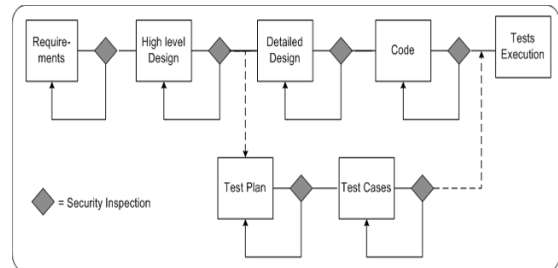 Require-
ments
High level
Design
Detailed
Design
Code
Tests
Execution
Test Plan
Test Cases
= Security Inspection